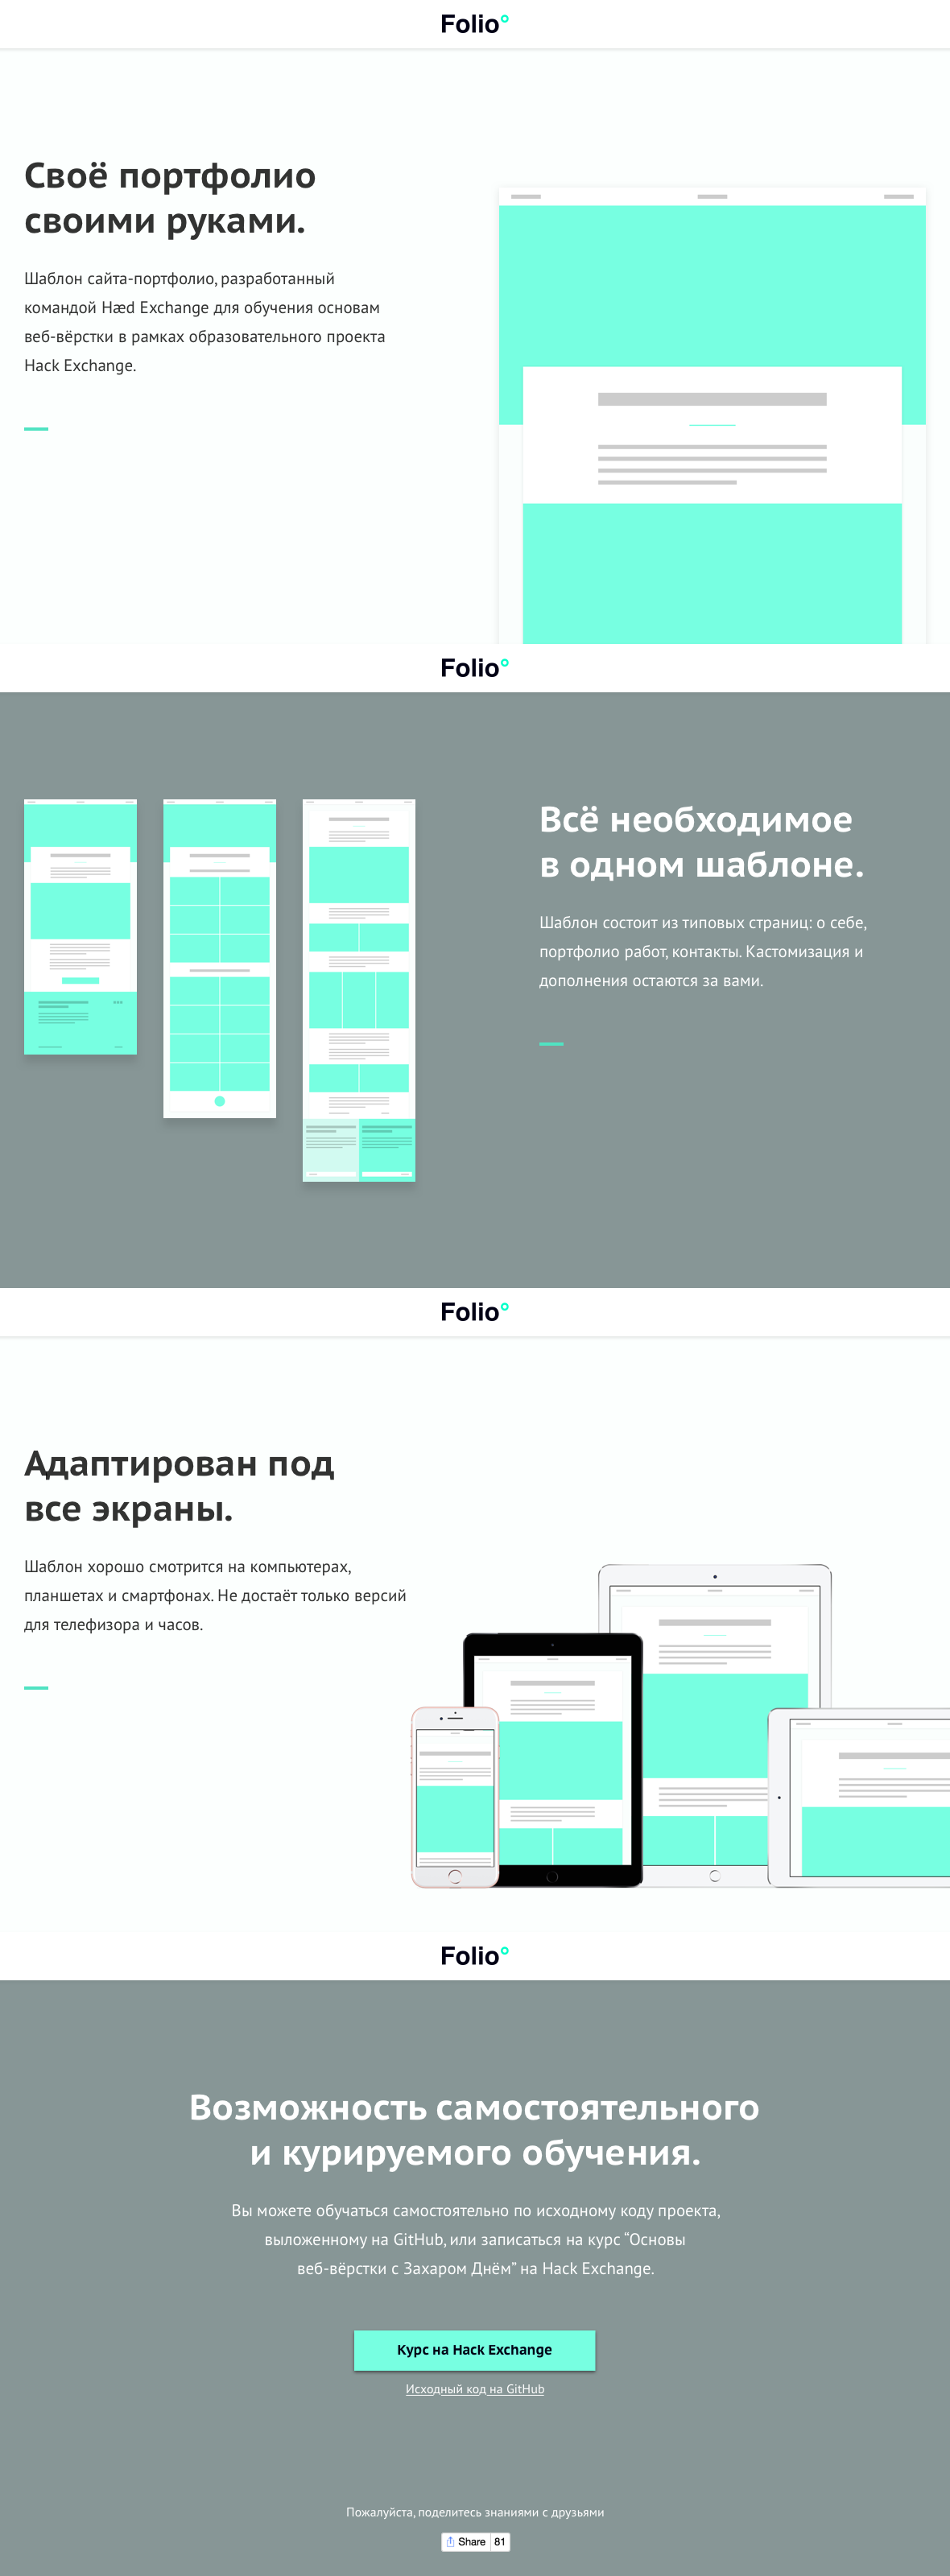 Folio°
Своё портфолио
своими руками.
Шаблон сайта-портфолио, разработанный
командой Hæd Exchange для обучения основам
веб-вёрстки в рамках образовательного проекта
Hack Exchange.
Folio°
Всё необходимое
в одном шаблоне.
Шаблон состоит из типовых страниц: о себе,
портфолио работ, контакты. Кастомизация и
дополнения остаются за вами.
Folio°
Адаптирован под
все экраны.
Шаблон хорошо смотрится на компьютерах,
планшетах и смартфонах. Не достаёт только версий
для телефизора и часов.
Folio°
Возможность самостоятельного
и курируемого обучения.
Вы можете обучаться самостоятельно по исходному коду проекта,
выложенному на GitHub, или записаться на курс “Основы
веб-вёрстки с Захаром Днём” на Hack Exchange.
Курс на Hack Exchange
Исходный код на GitHub
Пожалуйста, поделитесь знаниями с друзьями
Share 81